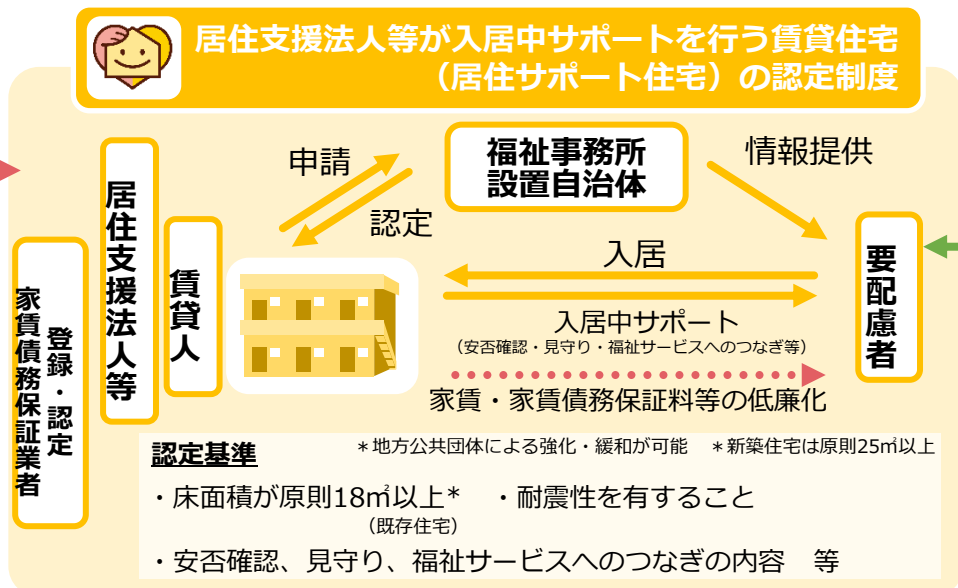 居住支援法人等が入居中サポートを行う賃貸住宅
（居住サポート住宅）の認定制度
福祉事務所
設置自治体
申請
認定
情報提供
居住支援法人等
賃貸人
登録・認定
家賃債務保証業者
入居
入居中サポート
（安否確認・見守り・福祉サービスへのつなぎ等）
家賃・家賃債務保証料等の低廉化
要配慮者
認定基準 ＊地方公共団体による強化・緩和が可能 ＊新築住宅は原則25㎡以上
・床面積が原則18㎡以上* ・耐震性を有すること
（既存住宅）
・安否確認、見守り、福祉サービスへのつなぎの内容 等